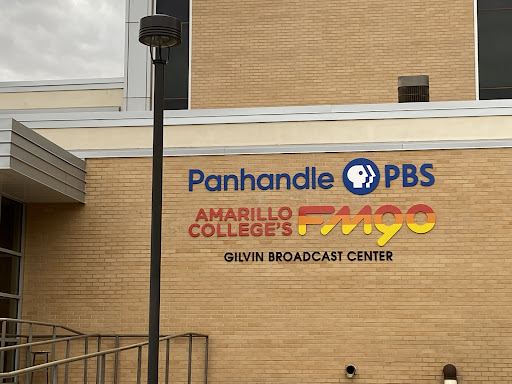 Panhandle PBS
AMARILLO
COLLEGE'S FM90
GILVIN BROADCAST CENTER